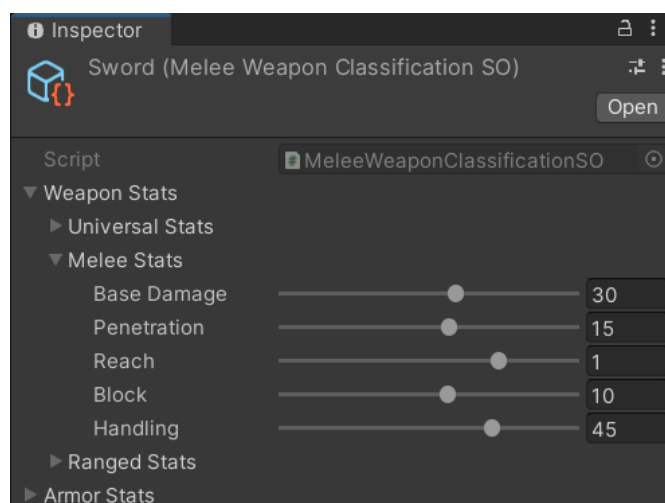 Inspector
Sword (Melee Weapon Classification SO)
Open
Script MeleeWeaponClassificationSO
Weapon Stats
Universal Stats
Melee Stats
Base Damage 30
Penetration 15
Reach 1
Block 10
Handling 45
Ranged Stats
Armor Stats